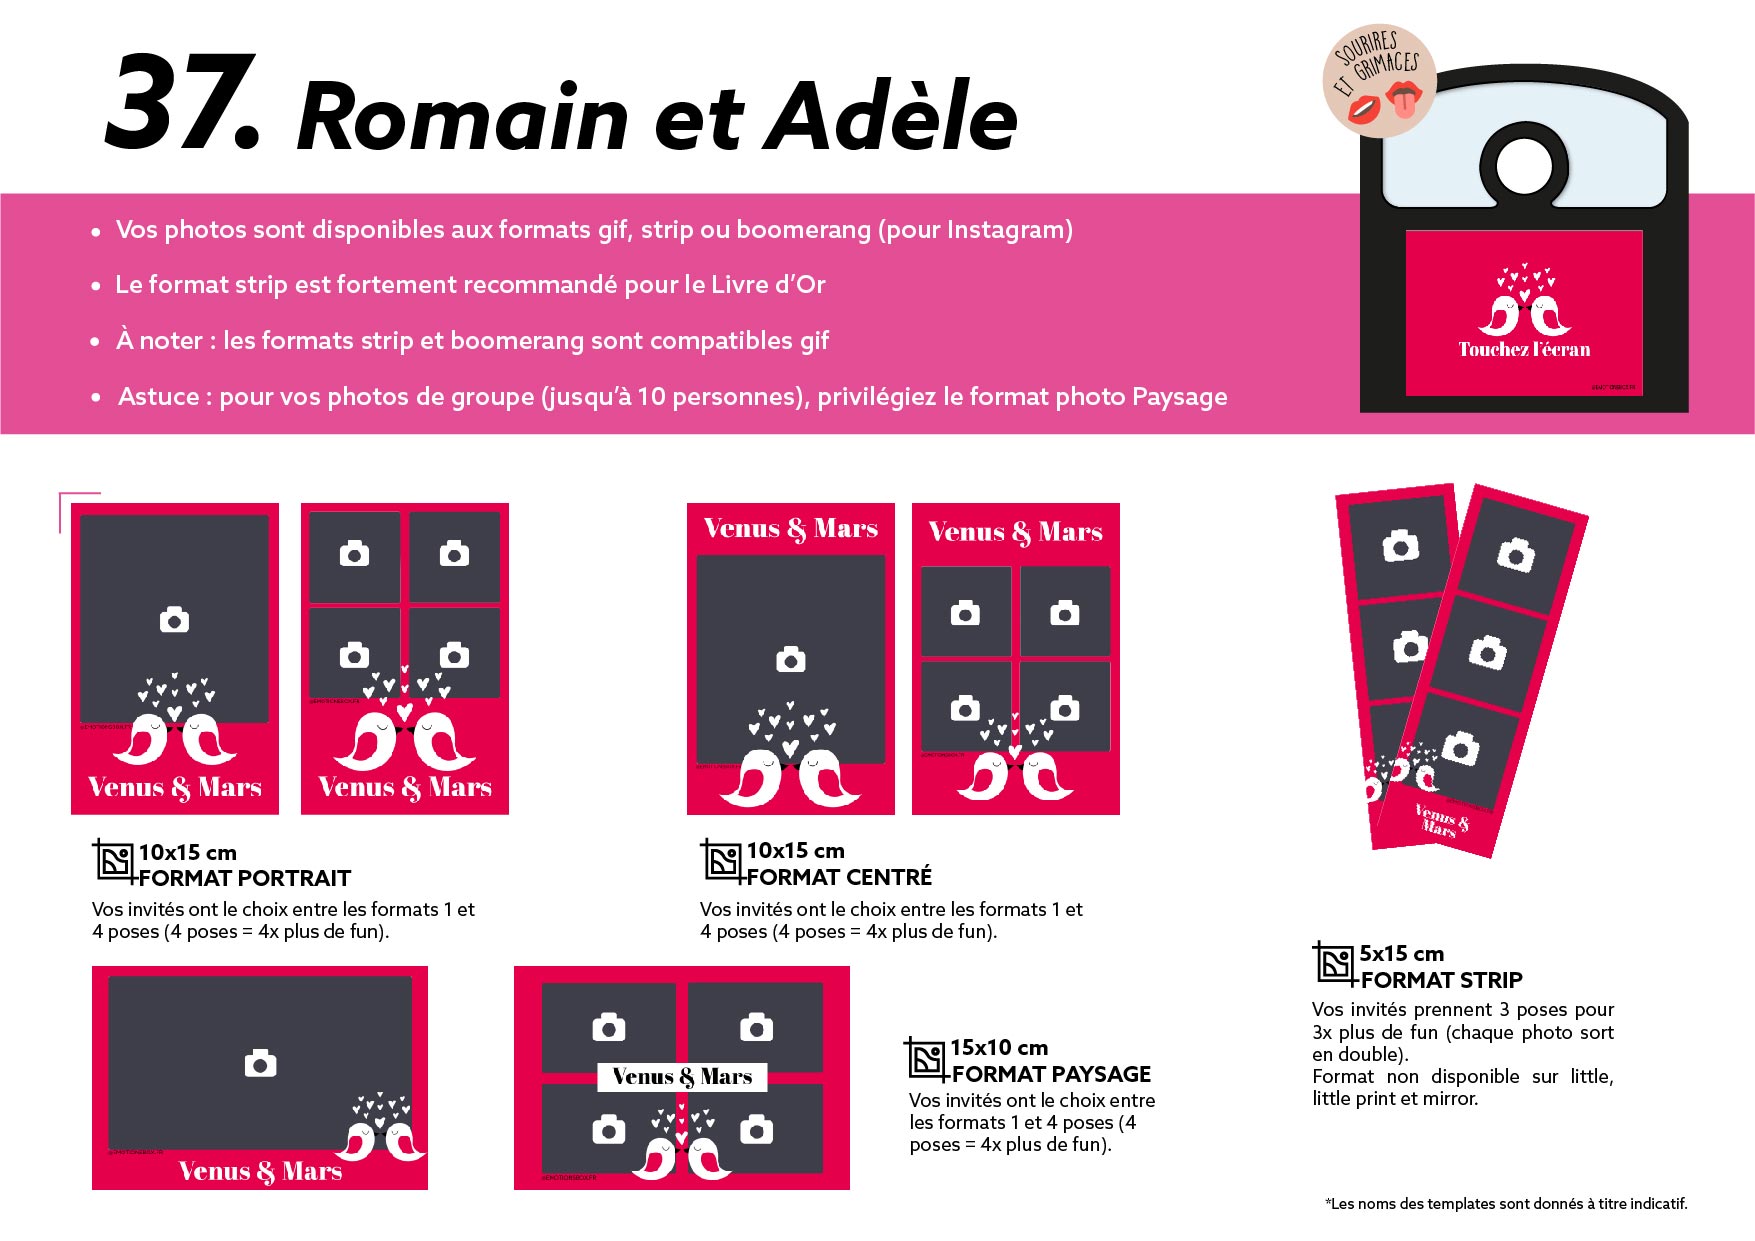 37. Romain et Adèle
SOURIRES
ET GRIMACES
• Vos photos sont disponibles aux formats gif, strip ou boomerang (pour Instagram)
• Le format strip est fortement recommandé pour le Livre d’Or
• À noter : les formats strip et boomerang sont compatibles gif
• Astuce : pour vos photos de groupe (jusqu’à 10 personnes), privilégiez le format photo Paysage
Touchez l'écran
Venus & Mars
@EMOTIONSBOX.FR
Venus & Mars
10x15 cm
FORMAT PORTRAIT
Vos invités ont le choix entre les formats 1 et
4 poses (4 poses = 4x plus de fun).
Venus & Mars
Venus & Mars
10x15 cm
FORMAT CENTRÉ
Vos invités ont le choix entre les formats 1 et
4 poses (4 poses = 4x plus de fun).
Venus &
Mars
5x15 cm
FORMAT STRIP
Vos invités prennent 3 poses pour
3x plus de fun (chaque photo sort
en double).
Format non disponible sur little,
little print et mirror.
Venus & Mars
Venus & Mars
@EMOTIONSBOX.FR
15x10 cm
FORMAT PAYSAGE
Vos invités ont le choix entre
les formats 1 et 4 poses (4
poses = 4x plus de fun).
*Les noms des templates sont donnés à titre indicatif.